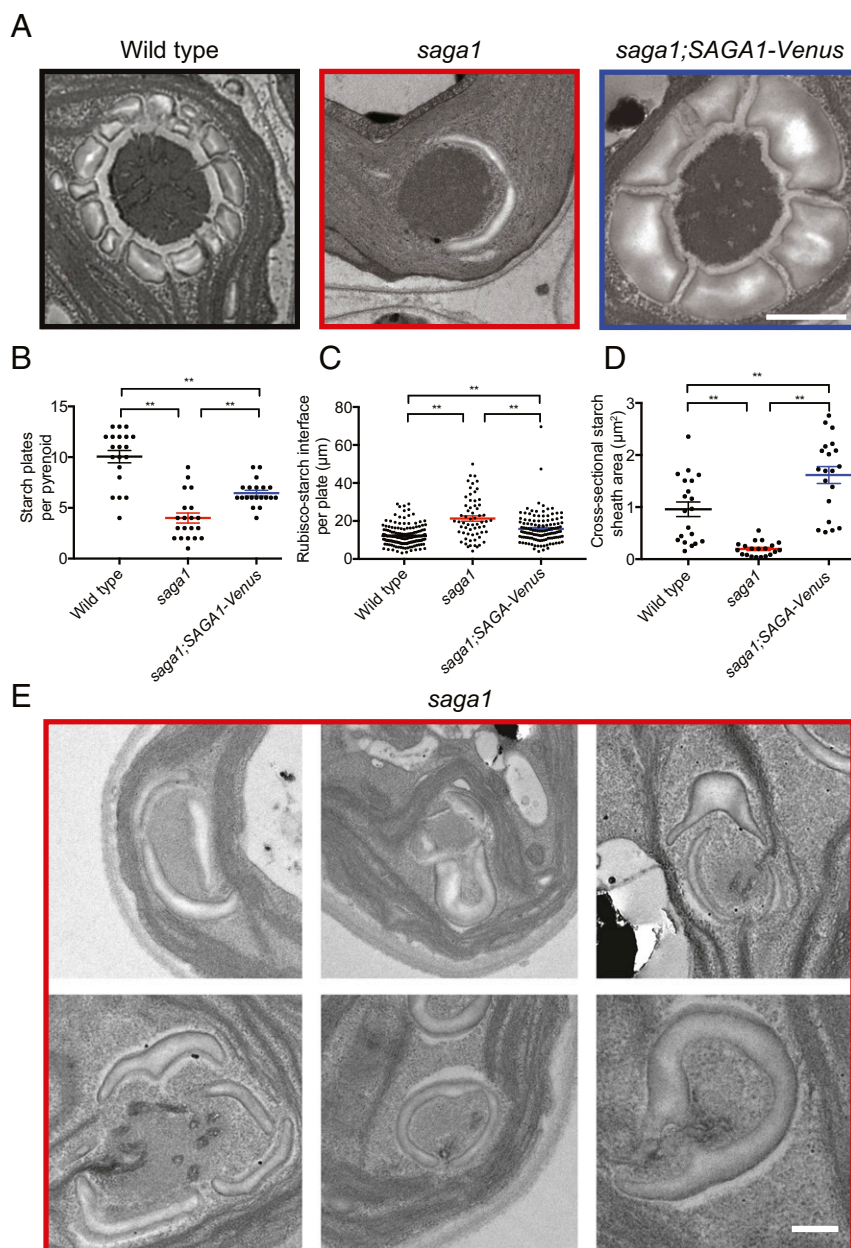 A
Wild type
saga1
saga1;SAGA1-Venus
B
C
D
**
**
**
**
**
**
**
**
**
Starch plates
per pyrenoid
15
10
5
0
Wild type
saga1
saga1;SAGA1-Venus
Rubisco-starch interface
per plate (µm)
80
60
40
20
0
Wild type
saga1
saga1;SAGA-Venus
Cross-sectional starch
sheath area (µm²)
3
2
1
0
Wild type
saga1
saga1;SAGA-Venus
E
saga1